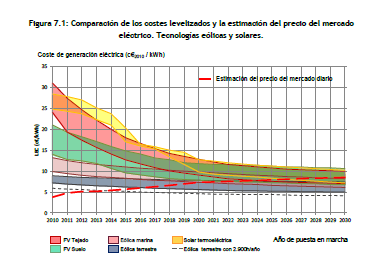 Figura 7.1: Comparación de los costes levelizados y la estimación del precio del mercado
eléctrico. Tecnologías eólicas y solares.
Coste de generación eléctrica (c€2010 / kWh)
Estimación del precio del mercado diario
LEC (c€/kWh)
35
30
25
20
15
10
5
0
2010 2011 2012 2013 2014 2015 2016 2017 2018 2019 2020 2021 2022 2023 2024 2025 2026 2027 2028 2029 2030
FV Tejado Eólica marina Solar termoeléctrica Año de puesta en marcha
FV Suelo Eólica terrestre Eólica terrestre con 2.900h/año